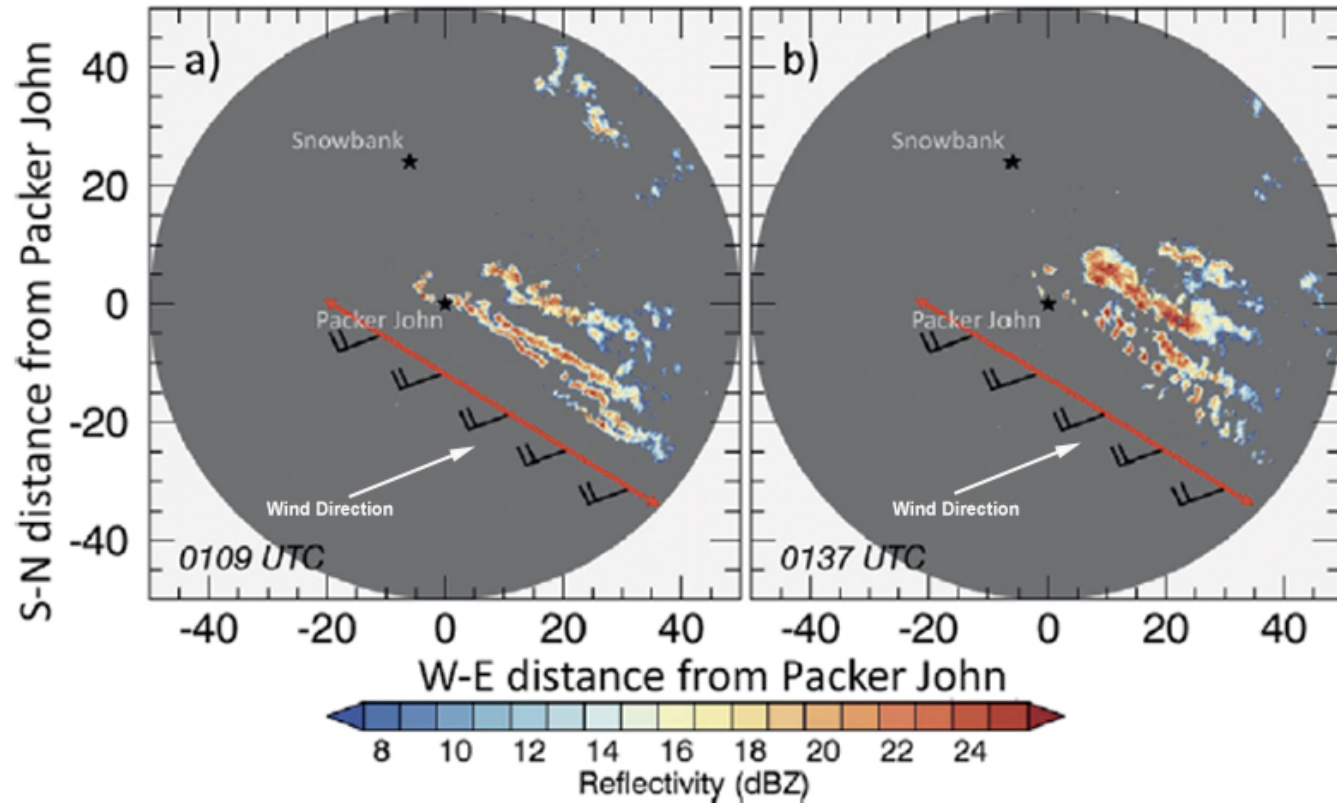 S-N distance from Packer John
40
20
0
-20
-40
a)
Snowbank
Packer John
Wind Direction
0109 UTC
b)
Snowbank
Packer John
Wind Direction
0137 UTC
-40 -20 0 20 40
-40 -20 0 20 40
W-E distance from Packer John
8 10 12 14 16 18 20 22 24
Reflectivity (dBZ)